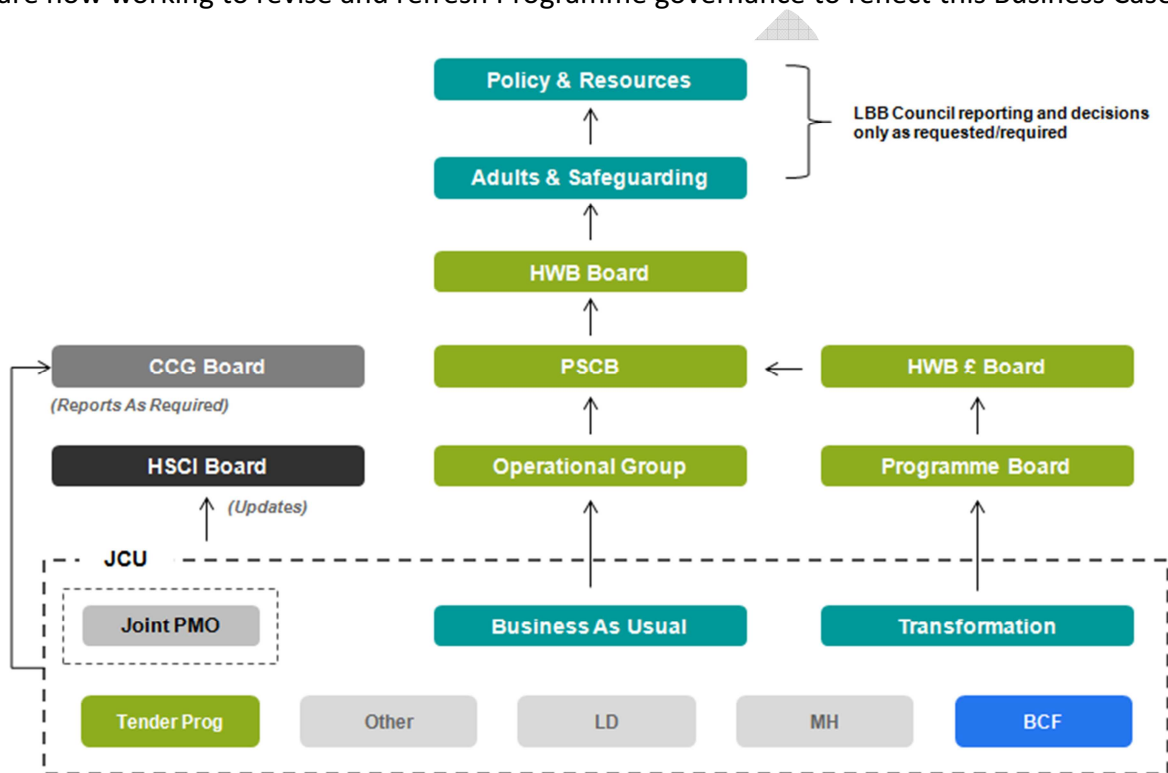 are now working to revise and refresh Programme governance to reflect this Business Case
Policy & Resources
LBB Council reporting and decisions
only as requested/required
Adults & Safeguarding
HWB Board
CCG Board
PSCB
HWB £ Board
(Reports As Required)
HSCI Board
Operational Group
Programme Board
(Updates)
JCU
Joint PMO
Business As Usual
Transformation
Tender Prog
Other
LD
MH
BCF